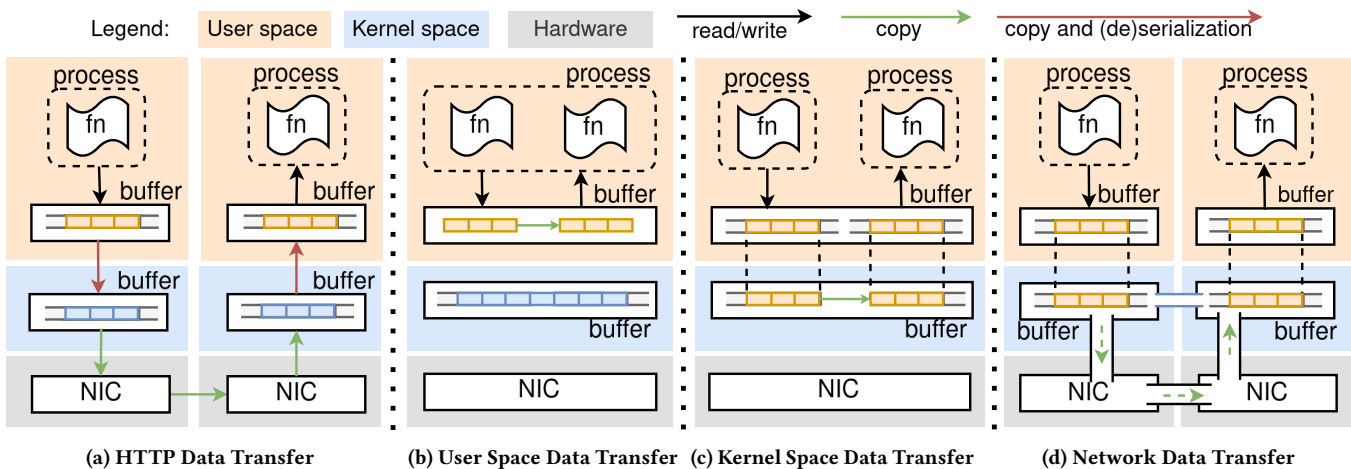 Legend: User space Kernel space Hardware read/write copy copy and (de)serialization
process process process process process process process
fn fn fn fn fn fn fn fn
buffer buffer buffer buffer buffer buffer
buffer buffer
buffer buffer buffer buffer
NIC NIC NIC NIC NIC NIC
(a) HTTP Data Transfer (b) User Space Data Transfer (c) Kernel Space Data Transfer (d) Network Data Transfer